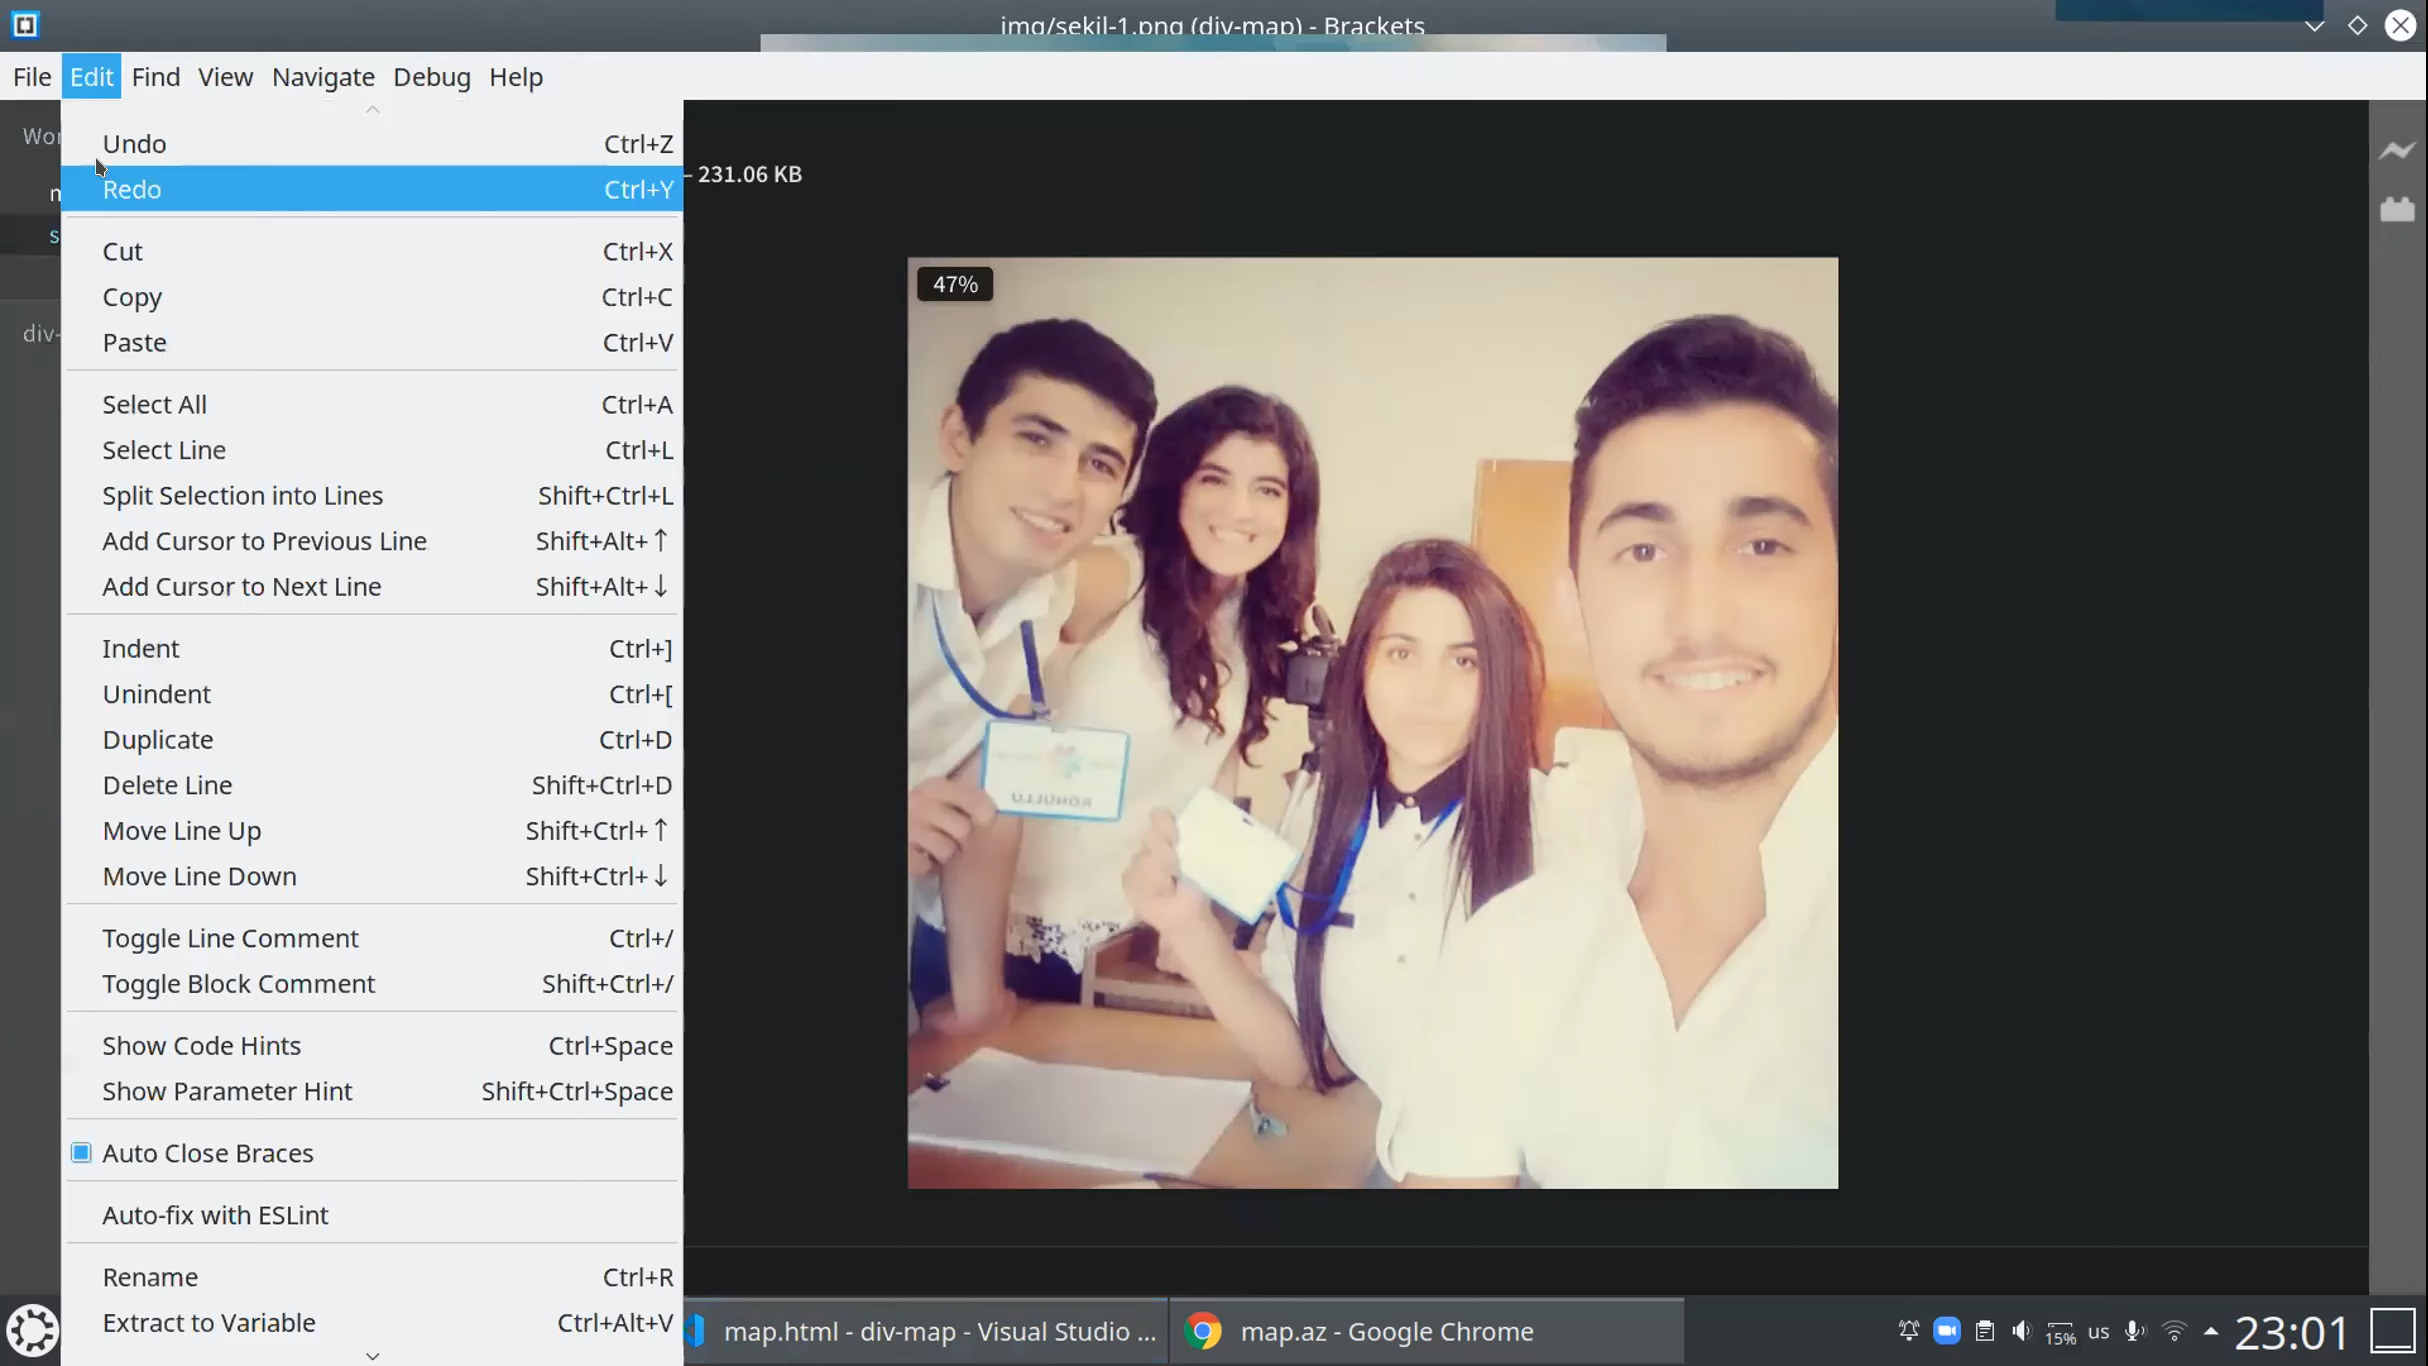 img/sekil-1.png (div-map) - Brackets
File Edit Find View Navigate Debug Help
Wor
Undo Ctrl+Z
– 231.06 KB
Redo Ctrl+Y
Cut Ctrl+X
47%
Copy Ctrl+C
div-
Paste Ctrl+V
Select All Ctrl+A
Select Line Ctrl+L
Split Selection into Lines Shift+Ctrl+L
Add Cursor to Previous Line Shift+Alt+↑
Add Cursor to Next Line Shift+Alt+↓
Indent Ctrl+]
Unindent Ctrl+[
Duplicate Ctrl+D
Delete Line Shift+Ctrl+D
KÖNÜLLÜ
Move Line Up Shift+Ctrl+↑
Move Line Down Shift+Ctrl+↓
Toggle Line Comment Ctrl+/
Toggle Block Comment Shift+Ctrl+/
Show Code Hints Ctrl+Space
Show Parameter Hint Shift+Ctrl+Space
Auto Close Braces
Auto-fix with ESLint
Rename Ctrl+R
Extract to Variable Ctrl+Alt+V
map.html - div-map - Visual Studio ...
map.az - Google Chrome
15%
us
23:01